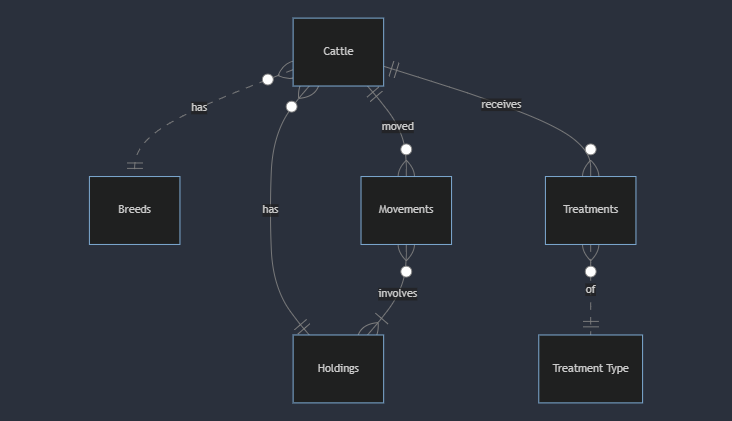 Cattle
has
receives
moved
Breeds
has
Movements
Treatments
involves
of
Holdings
Treatment Type